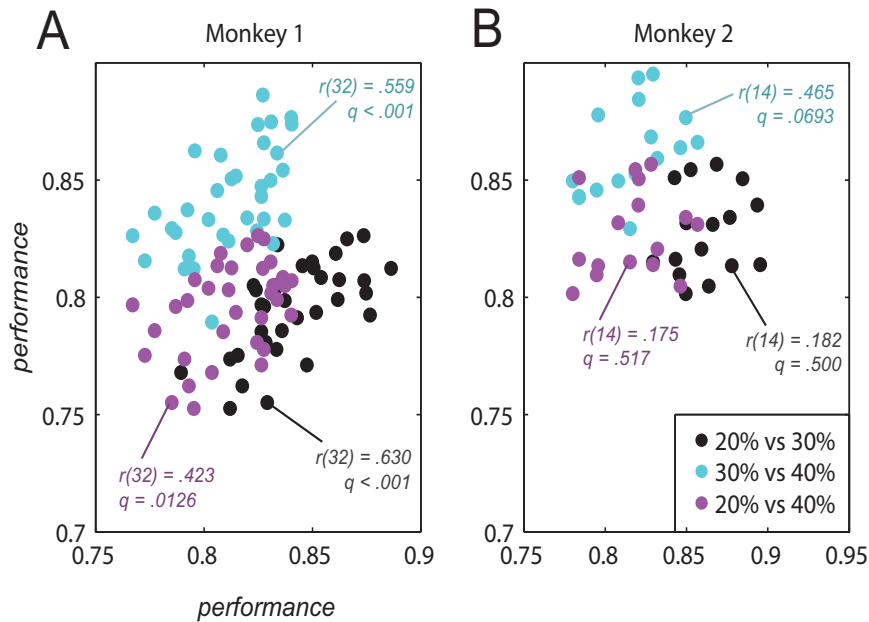 A
Monkey 1
B
Monkey 2
r(32) = .559
q < .001
r(14) = .465
q = .0693
0.85
0.8
0.75
0.7
performance
r(32) = .423
q = .0126
r(32) = .630
q < .001
r(14) = .175
q = .517
r(14) = .182
q = .500
20% vs 30%
30% vs 40%
20% vs 40%
0.75 0.8 0.85 0.9
0.85
0.8
0.75
0.7
0.8 0.85 0.9 0.95
performance